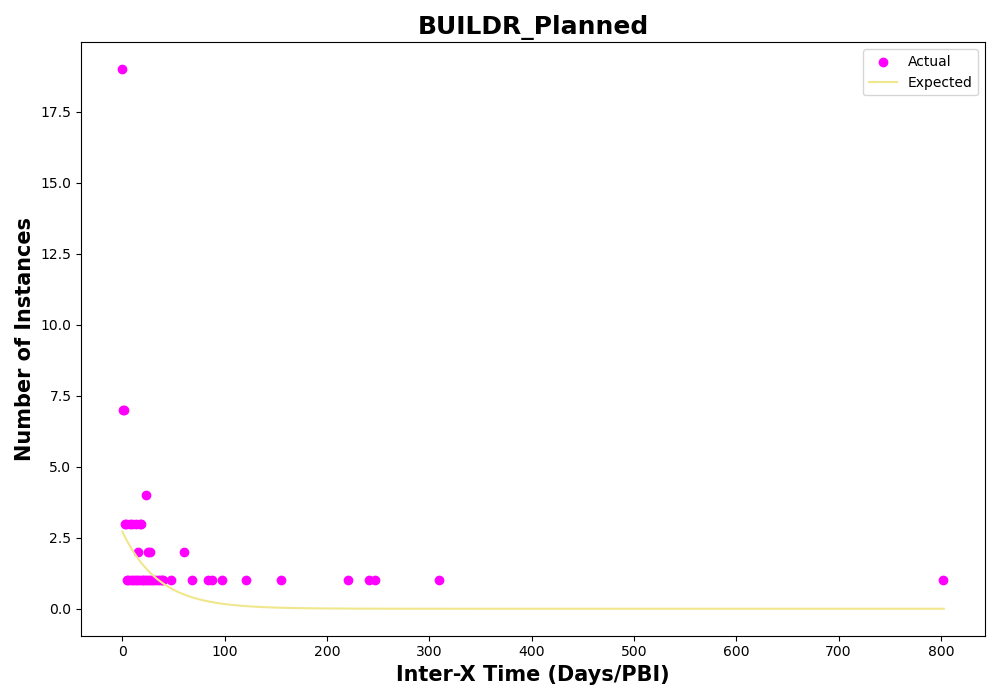 BUILDR_Planned
Actual
Expected
17.5
15.0
12.5
10.0
7.5
5.0
2.5
0.0
Number of Instances
0 100 200 300 400 500 600 700 800
Inter-X Time (Days/PBI)